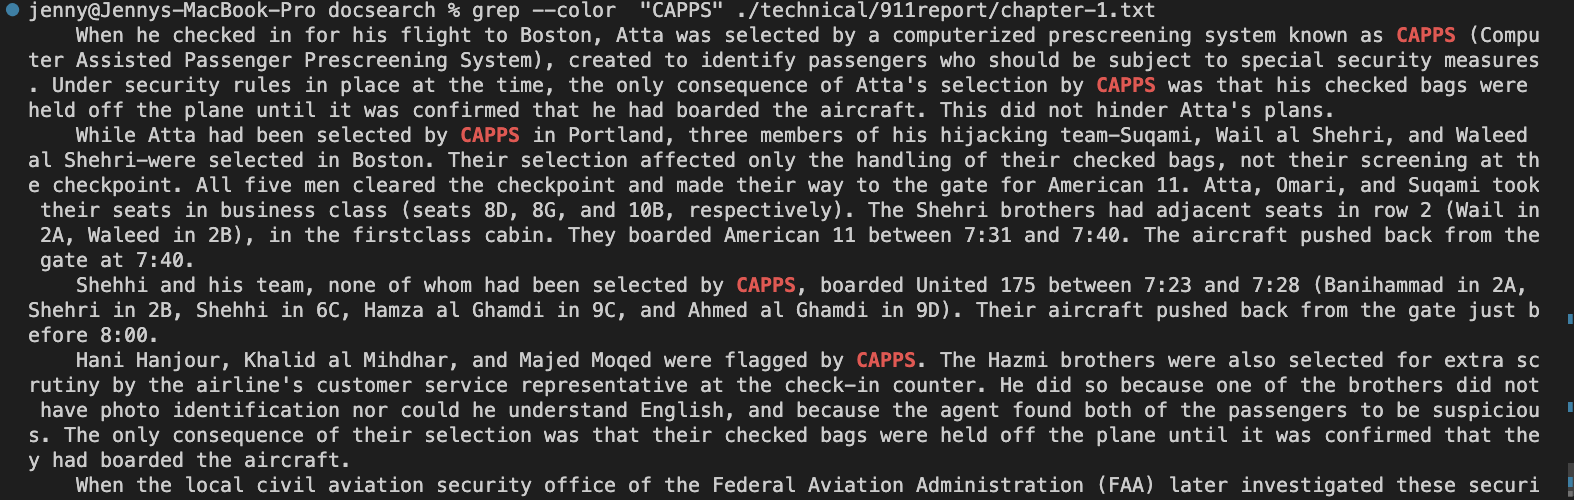 jenny@Jennys-MacBook-Pro docsearch % grep --color  "CAPPS" ./technical/911report/chapter-1.txt
    When he checked in for his flight to Boston, Atta was selected by a computerized prescreening system known as CAPPS (Compu
ter Assisted Passenger Prescreening System), created to identify passengers who should be subject to special security measures
. Under security rules in place at the time, the only consequence of Atta's selection by CAPPS was that his checked bags were
held off the plane until it was confirmed that he had boarded the aircraft. This did not hinder Atta's plans.
    While Atta had been selected by CAPPS in Portland, three members of his hijacking team-Suqami, Wail al Shehri, and Waleed
al Shehri-were selected in Boston. Their selection affected only the handling of their checked bags, not their screening at th
e checkpoint. All five men cleared the checkpoint and made their way to the gate for American 11. Atta, Omari, and Suqami took
 their seats in business class (seats 8D, 8G, and 10B, respectively). The Shehri brothers had adjacent seats in row 2 (Wail in
 2A, Waleed in 2B), in the firstclass cabin. They boarded American 11 between 7:31 and 7:40. The aircraft pushed back from the
 gate at 7:40.
    Shehhi and his team, none of whom had been selected by CAPPS, boarded United 175 between 7:23 and 7:28 (Banihammad in 2A,
Shehri in 2B, Shehhi in 6C, Hamza al Ghamdi in 9C, and Ahmed al Ghamdi in 9D). Their aircraft pushed back from the gate just b
efore 8:00.
    Hani Hanjour, Khalid al Mihdhar, and Majed Moqed were flagged by CAPPS. The Hazmi brothers were also selected for extra sc
rutiny by the airline's customer service representative at the check-in counter. He did so because one of the brothers did not
 have photo identification nor could he understand English, and because the agent found both of the passengers to be suspiciou
s. The only consequence of their selection was that their checked bags were held off the plane until it was confirmed that the
y had boarded the aircraft.
    When the local civil aviation security office of the Federal Aviation Administration (FAA) later investigated these securi